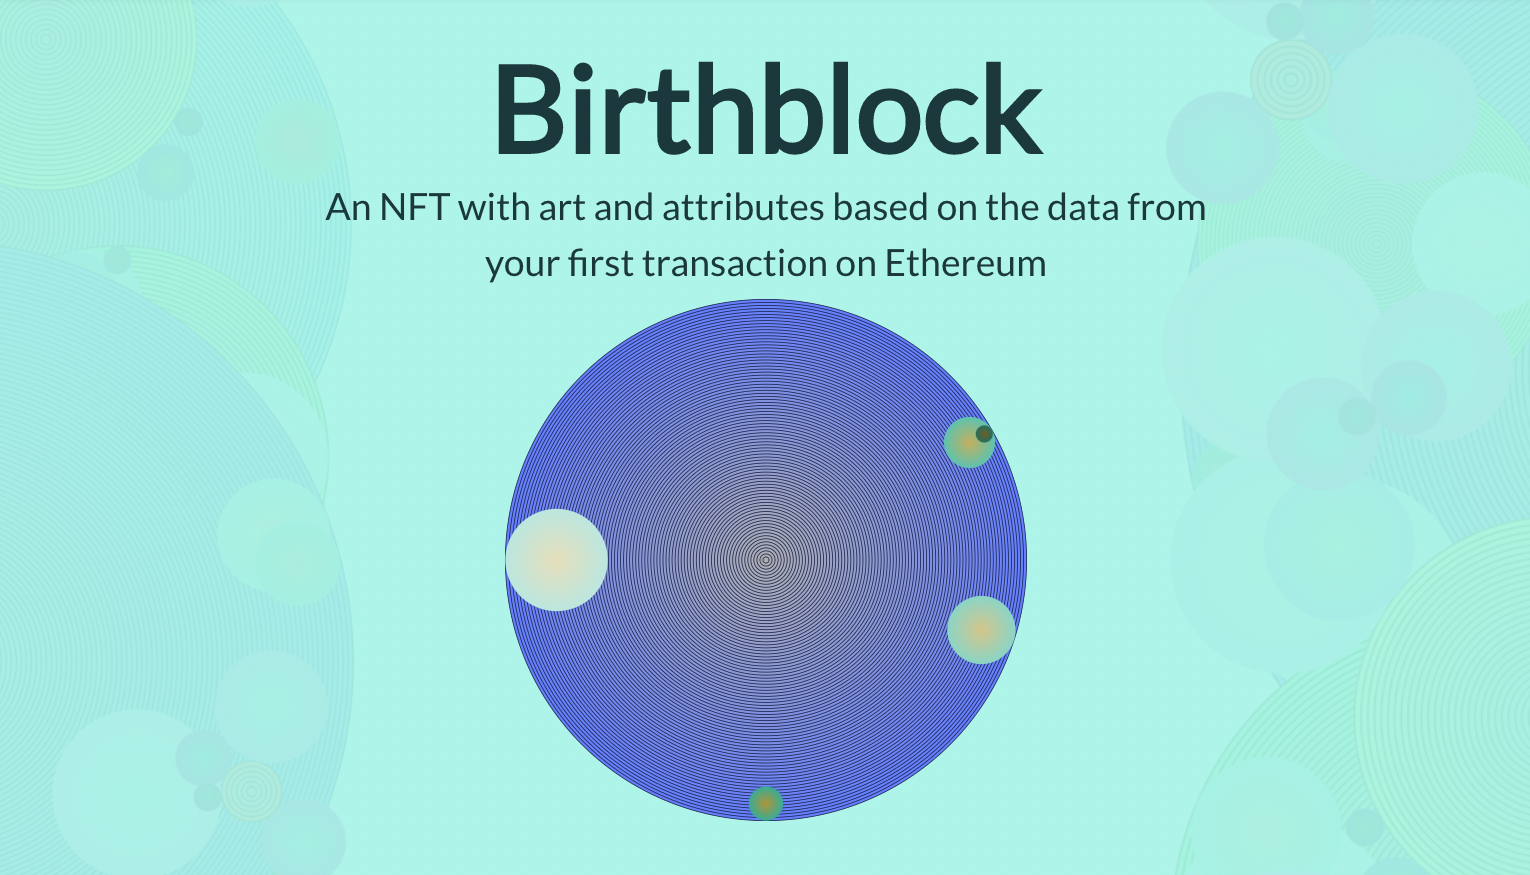 Birthblock
An NFT with art and attributes based on the data from
your first transaction on Ethereum